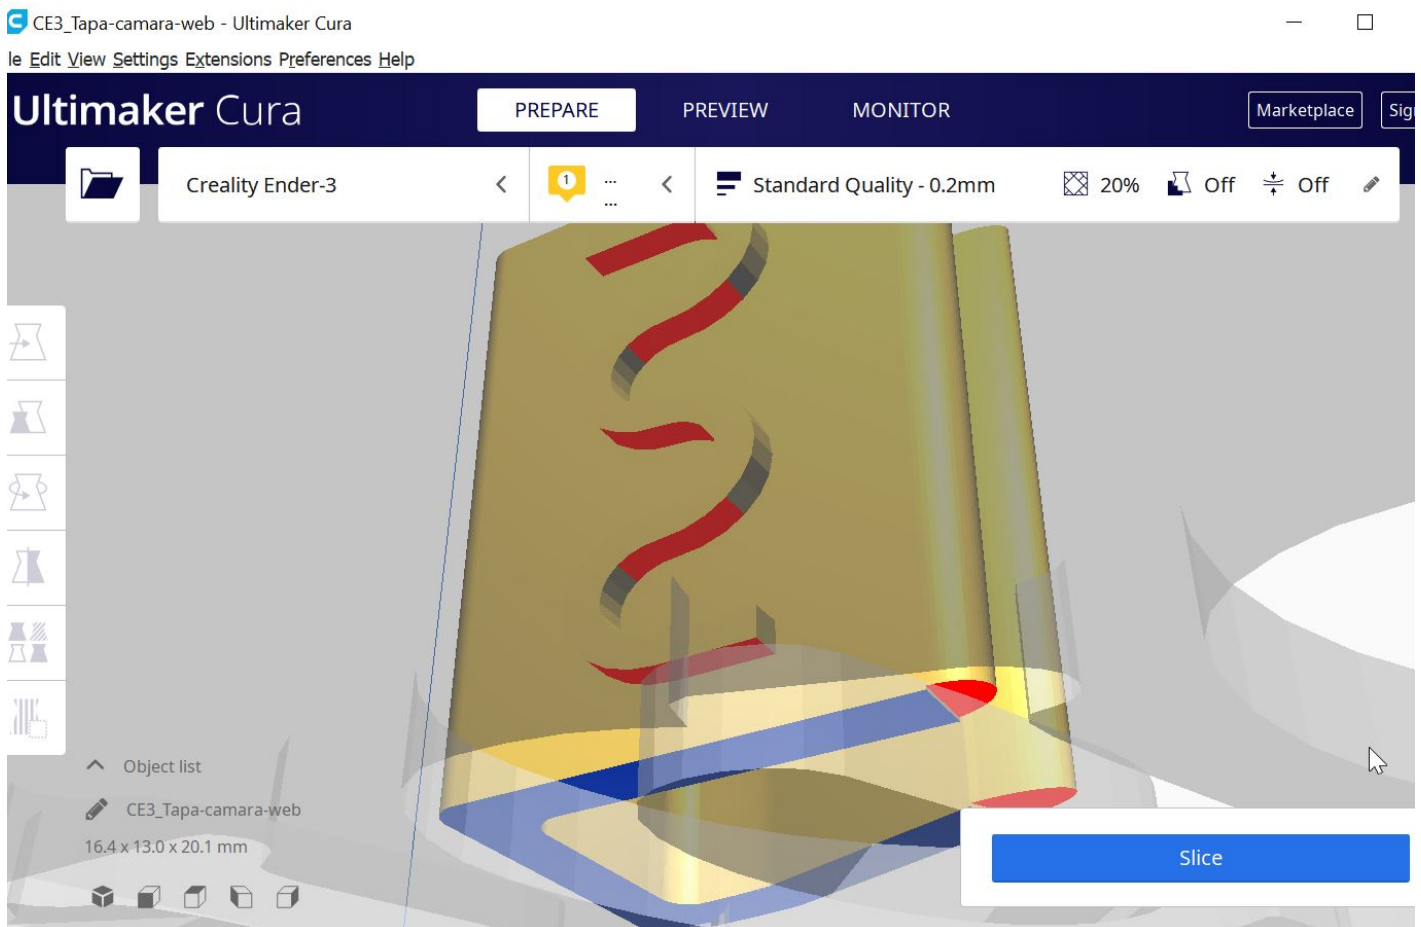 CE3_Tapa-camara-web - Ultimaker Cura
le Edit View Settings Extensions Preferences Help
Ultimaker Cura
PREPARE
PREVIEW
MONITOR
Marketplace
Sig
Creality Ender-3
1
...
...
Standard Quality - 0.2mm
20%
Off
Off
Object list
CE3_Tapa-camara-web
16.4 x 13.0 x 20.1 mm
Slice